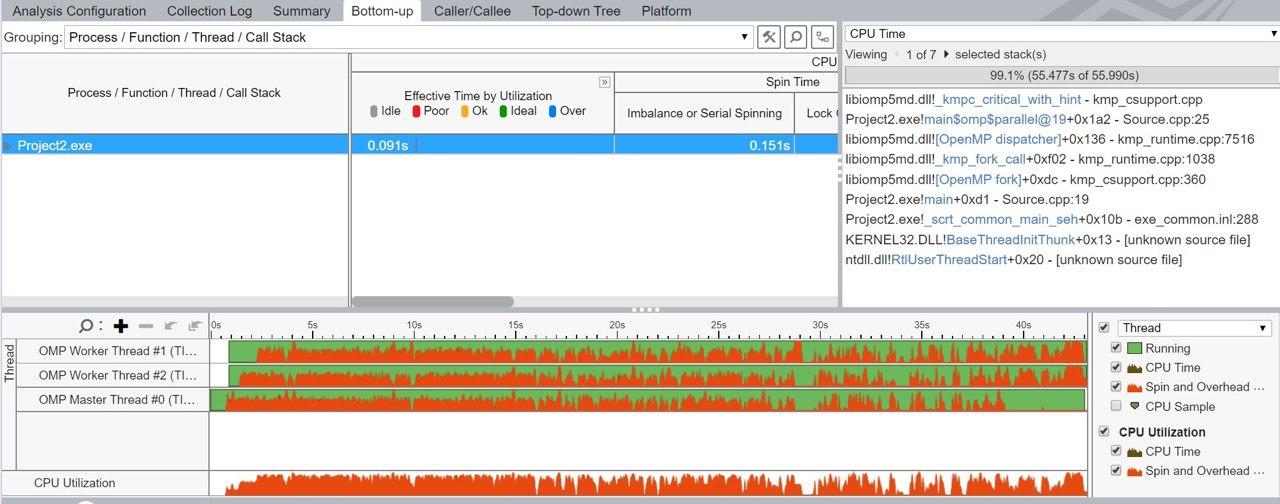 Analysis Configuration Collection Log Summary Bottom-up Caller/Callee Top-down Tree Platform
Grouping: Process / Function / Thread / Call Stack
CPU
Process / Function / Thread / Call Stack
Effective Time by Utilization
Idle Poor Ok Ideal Over
Spin Time
Imbalance or Serial Spinning Lock
Project2.exe 0.091s 0.151s
CPU Time
Viewing 1 of 7 selected stack(s)
99.1% (55.477s of 55.990s)
libiomp5md.dll!_kmpc_critical_with_hint - kmp_csupport.cpp
Project2.exe!main$omp$parallel@19+0x1a2 - Source.cpp:25
libiomp5md.dll![OpenMP dispatcher]+0x136 - kmp_runtime.cpp:7516
libiomp5md.dll!_kmp_fork_call+0xf02 - kmp_runtime.cpp:1038
libiomp5md.dll![OpenMP fork]+0xdc - kmp_csupport.cpp:360
Project2.exe!main+0xd1 - Source.cpp:19
Project2.exe!_scrt_common_main_seh+0x10b - exe_common.inl:288
KERNEL32.DLL!BaseThreadInitThunk+0x13 - [unknown source file]
ntdll.dll!RtlUserThreadStart+0x20 - [unknown source file]
0s 5s 10s 15s 20s 25s 30s 35s 40s
Thread
OMP Worker Thread #1 (TI...
OMP Worker Thread #2 (TI...
OMP Master Thread #0 (TI...
CPU Utilization
Thread
Running
CPU Time
Spin and Overhead ...
CPU Sample
CPU Utilization
CPU Time
Spin and Overhead ...